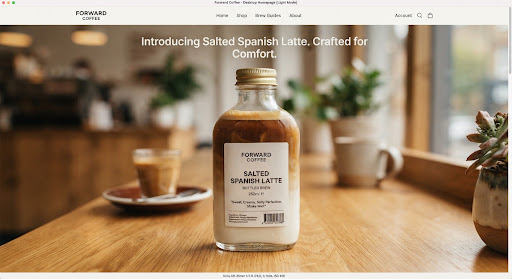 Forward Coffee - Desktop Homepage (Light Mode)
FORWARD
COFFEE
Home Shop Brew Guides About
Account
Introducing Salted Spanish Latte. Crafted for
Comfort.
FORWARD
COFFEE
SALTED
SPANISH LATTE
BOTTLED BREW